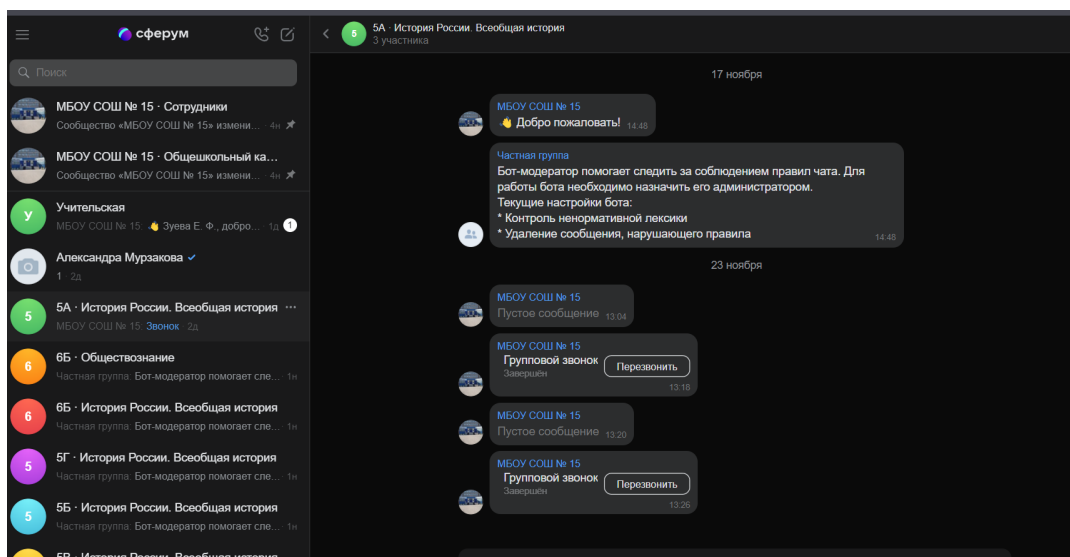 сферум
Поиск
МБОУ СОШ № 15 · Сотрудники
Сообщество «МБОУ СОШ № 15» измени... · 4н
МБОУ СОШ № 15 · Общешкольный ка...
Сообщество «МБОУ СОШ № 15» измени... · 4н
У
Учительская
МБОУ СОШ № 15: 👋 Зуева Е. Ф., добро... · 1д 1
Александра Мурзакова
1 · 2д
5
5А · История России. Всеобщая история ...
МБОУ СОШ № 15: Звонок · 2д
6
6Б · Обществознание
Частная группа: Бот-модератор помогает сле... · 1н
6
6Б · История России. Всеобщая история
Частная группа: Бот-модератор помогает сле... · 1н
5
5Г · История России. Всеобщая история
Частная группа: Бот-модератор помогает сле... · 1н
5
5Б · История России. Всеобщая история
Частная группа: Бот-модератор помогает сле... · 1н
5В · История России. Всеобщая история
5
5А · История России. Всеобщая история
3 участника
17 ноября
МБОУ СОШ № 15
👋 Добро пожаловать! 14:48
Частная группа
Бот-модератор помогает следить за соблюдением правил чата. Для
работы бота необходимо назначить его администратором.
Текущие настройки бота:
* Контроль ненормативной лексики
* Удаление сообщения, нарушающего правила
14:48
23 ноября
МБОУ СОШ № 15
Пустое сообщение 13:04
МБОУ СОШ № 15
Групповой звонок
Завершён
Перезвонить
13:18
МБОУ СОШ № 15
Пустое сообщение 13:20
МБОУ СОШ № 15
Групповой звонок
Завершён
Перезвонить
13:26